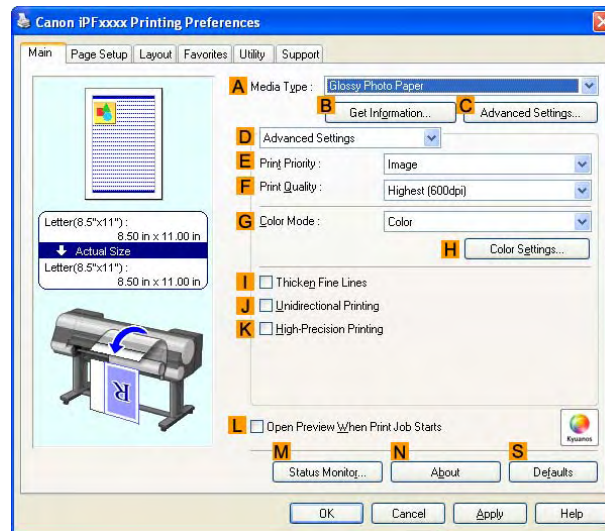 Canon iPFxxxx Printing Preferences
Main Page Setup Layout Favorites Utility Support
A Media Type : Glossy Photo Paper
B Get Information... C Advanced Settings...
D Advanced Settings
E Print Priority : Image
F Print Quality : Highest (600dpi)
G Color Mode : Color
H Color Settings...
Letter(8.5"x11") :
8.50 in x 11.00 in
Actual Size
Letter(8.5"x11") :
8.50 in x 11.00 in
R
I Thicken Fine Lines
J Unidirectional Printing
K High-Precision Printing
L Open Preview When Print Job Starts
Kyuanos
M Status Monitor... N About S Defaults
OK Cancel Apply Help